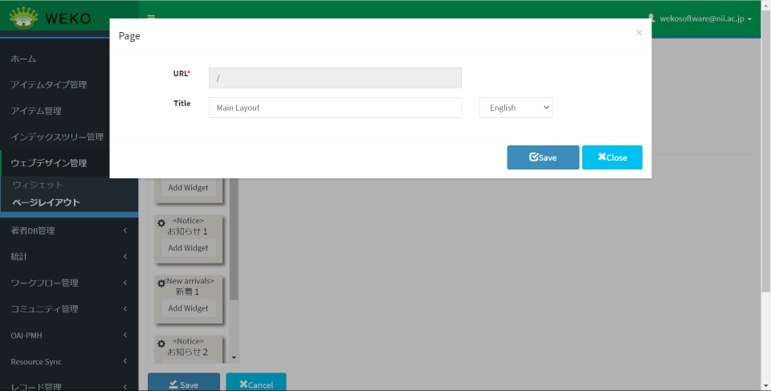 WEKO
wekosoftware@nii.ac.jp
Page
×
URL*
/
Title
Main Layout
English
Save
Close
ホーム
アイテムタイプ管理
アイテム管理
インデックスツリー管理
ウェブデザイン管理
ウィジェット
ページレイアウト
著者DB管理
統計
ワークフロー管理
コミュニティ管理
OAI-PMH
Resource Sync
レコード管理
Add Widget
<Notice>
お知らせ1
Add Widget
<New arrivals>
新着1
Add Widget
<Notice>
お知らせ2
Save
Cancel